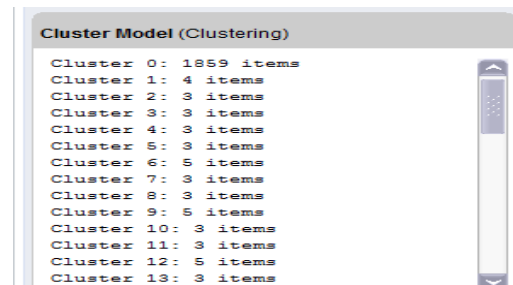 Cluster Model (Clustering)
Cluster 0: 1859 items
Cluster 1: 4 items
Cluster 2: 3 items
Cluster 3: 3 items
Cluster 4: 3 items
Cluster 5: 3 items
Cluster 6: 5 items
Cluster 7: 3 items
Cluster 8: 3 items
Cluster 9: 5 items
Cluster 10: 3 items
Cluster 11: 3 items
Cluster 12: 5 items
Cluster 13: 3 items